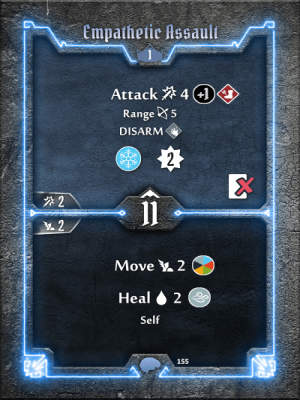 Empathetic Assault
1
Attack 4 +1
Range 5
DISARM
2
2
11
2
Move 2
Heal 2
Self
155